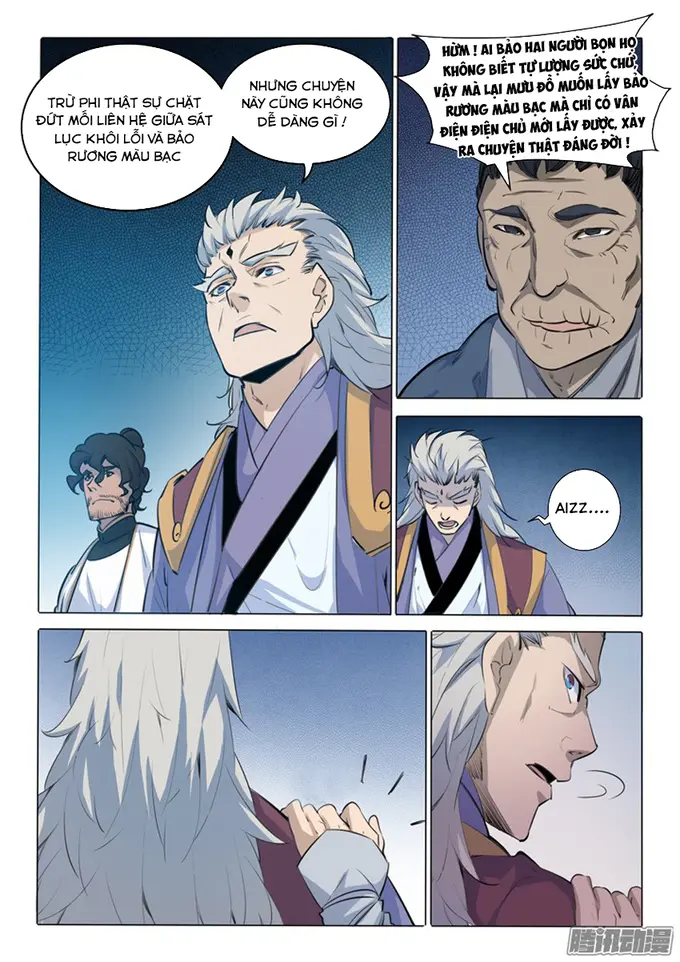 TRỪ PHI THẬT SỰ CHẶT
ĐỨT MỐI LIÊN HỆ GIỮA SÁT
LỤC KHÔI LỖI VÀ BẢO
RƯƠNG MÀU BẠC
NHƯNG CHUYỆN
NÀY CŨNG KHÔNG
DỄ DÀNG GÌ !
HỪM ! AI BẢO HAI NGƯỜI BỌN HỌ
KHÔNG BIẾT TỰ LƯỢNG SỨC CHỨ,
VẬY MÀ LẠI MƯU ĐỒ MUỐN LẤY BẢO
RƯƠNG MÀU BẠC MÀ CHỈ CÓ VÂN
ĐIỆN ĐIỆN CHỦ MỚI LẤY ĐƯỢC, XẢY
RA CHUYỆN THẬT ĐÁNG ĐỜI !
AIZZ....
腾讯动漫